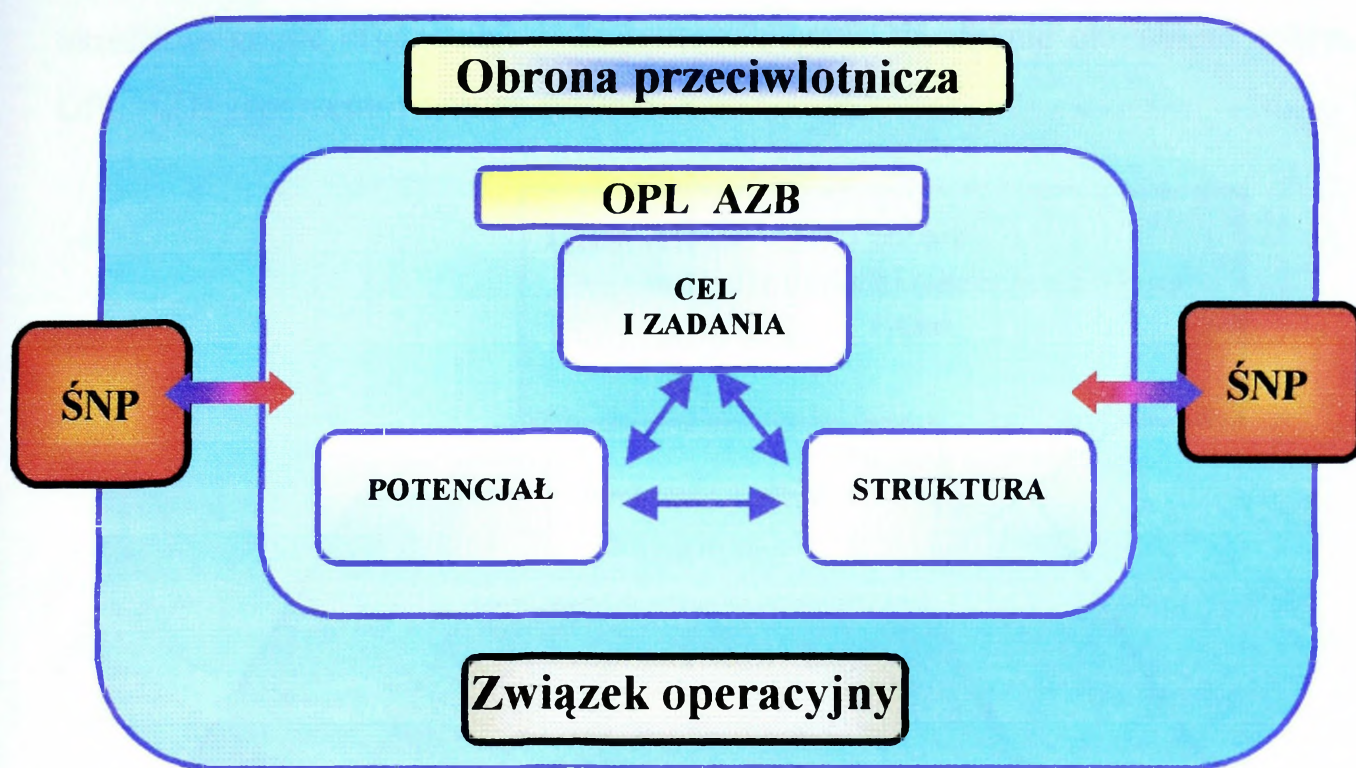 Obrona przeciwlotnicza
OPL AZB
CEL
I ZADANIA
ŚNP
ŚNP
POTENCJAŁ
STRUKTURA
Związek operacyjny